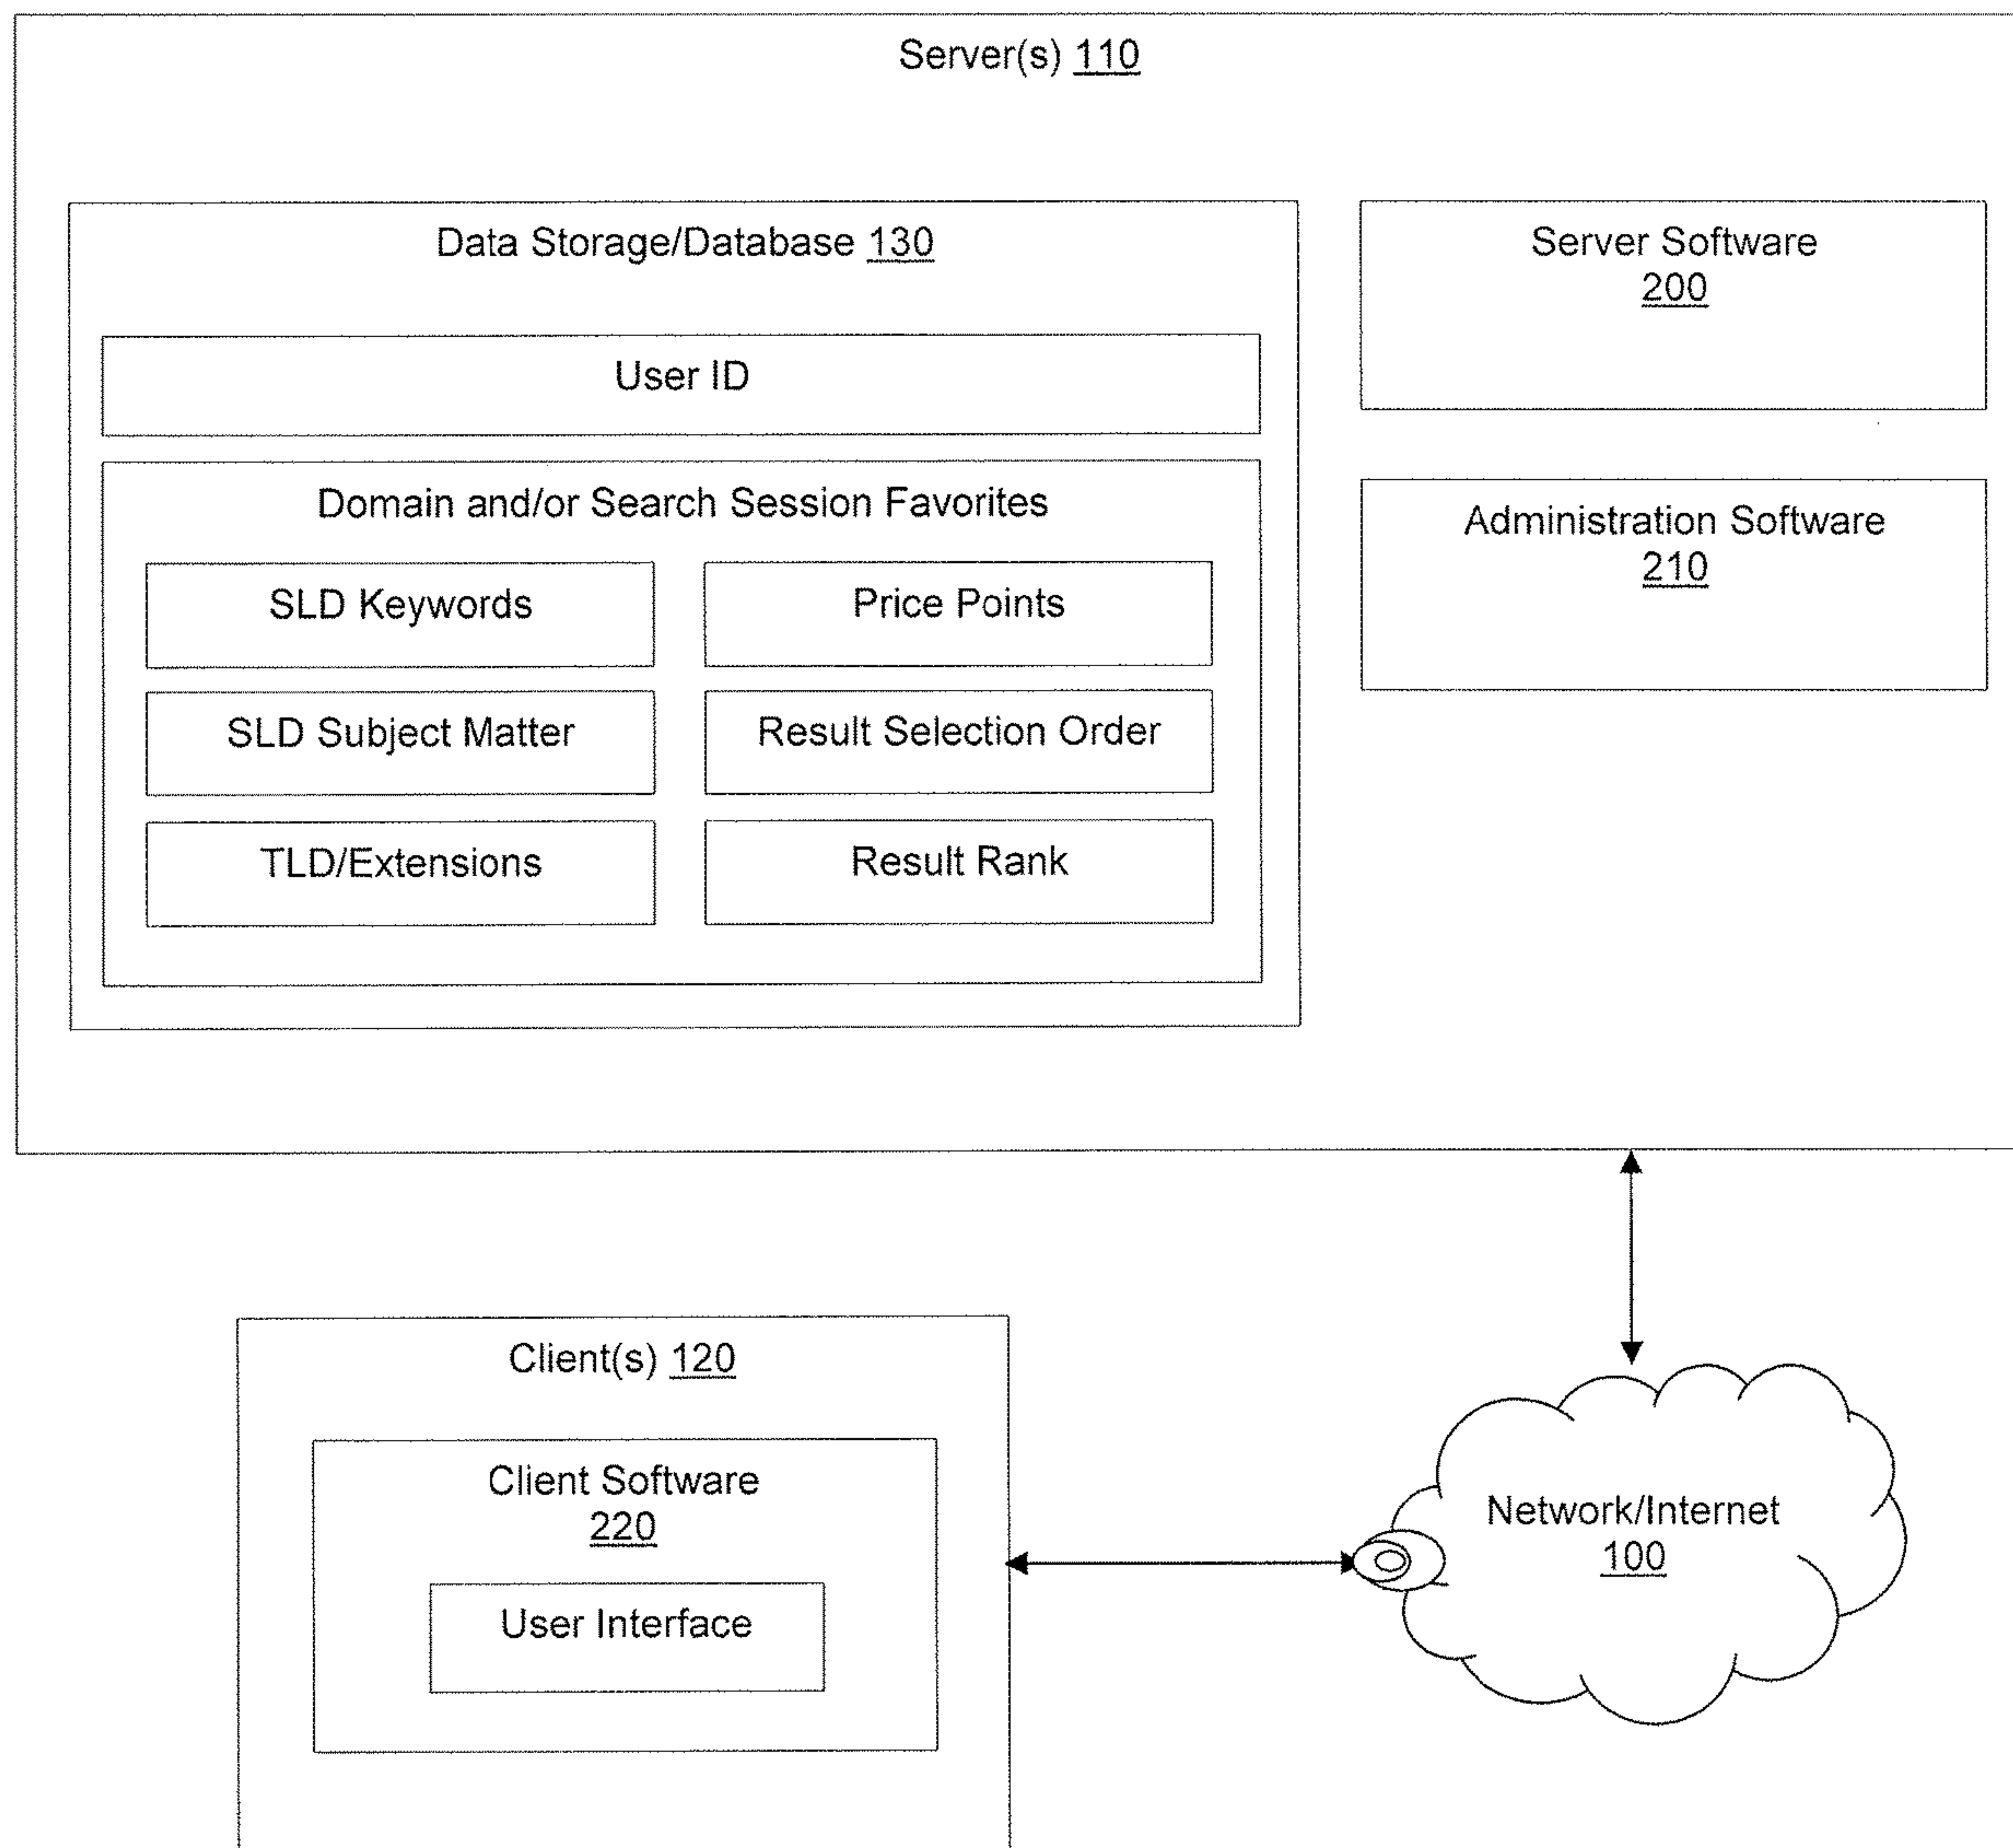 Server(s) 110
Data Storage/Database 130
User ID
Domain and/or Search Session Favorites
SLD Keywords
Price Points
SLD Subject Matter
Result Selection Order
TLD/Extensions
Result Rank
Server Software
200
Administration Software
210
Client(s) 120
Client Software
220
User Interface
Network/Internet
100